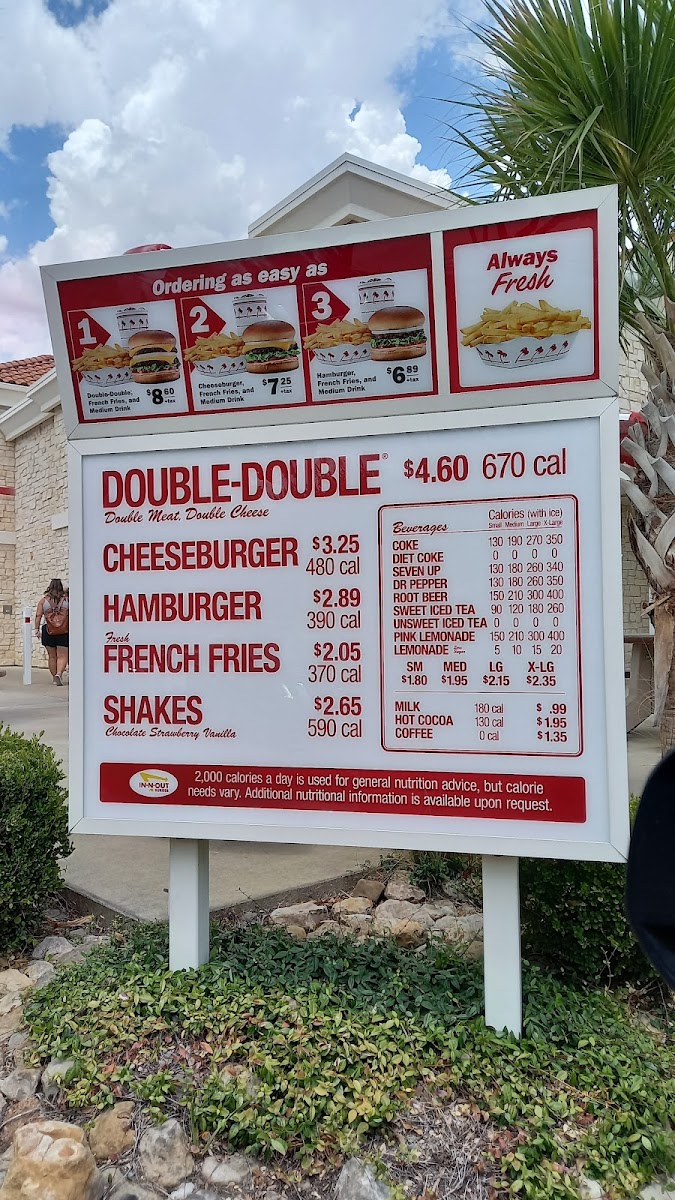 Ordering as easy as
1
Double-Double,
French Fries, and
Medium Drink
$8 60
+tax
2
Cheeseburger,
French Fries, and
Medium Drink
$7 25
+tax
3
Hamburger,
French Fries, and
Medium Drink
$6 89
+tax
Always
Fresh
DOUBLE-DOUBLE® $4.60 670 cal
Double Meat, Double Cheese
CHEESEBURGER $3.25
480 cal
HAMBURGER $2.89
390 cal
Fresh
FRENCH FRIES $2.05
370 cal
SHAKES $2.65
Chocolate Strawberry Vanilla 590 cal
Beverages Calories (with ice)
Small Medium Large X-Large
COKE 130 190 270 350
DIET COKE 0 0 0 0
SEVEN UP 130 180 260 340
DR PEPPER 130 180 260 350
ROOT BEER 150 210 300 400
SWEET ICED TEA 90 120 180 260
UNSWEET ICED TEA 0 0 0 0
PINK LEMONADE 150 210 300 400
LEMONADE 5 10 15 20
SM MED LG X-LG
$1.80 $1.95 $2.15 $2.35
MILK 180 cal $ .99
HOT COCOA 130 cal $1.95
COFFEE 0 cal $1.35
IN-N-OUT
BURGER
2,000 calories a day is used for general nutrition advice, but calorie
needs vary. Additional nutritional information is available upon request.